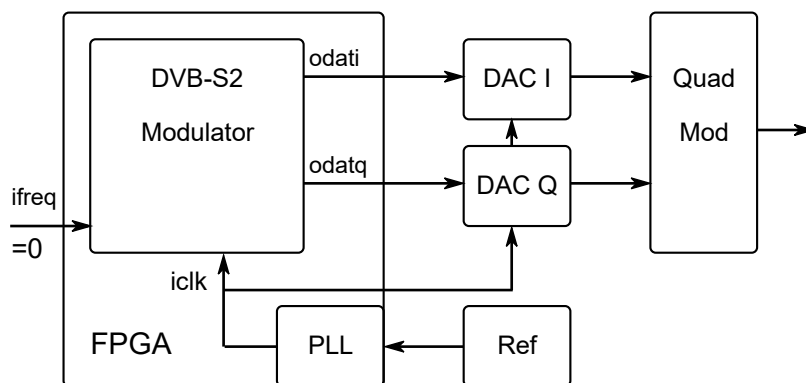 odati
DVB-S2
Modulator
DAC I
Quad
Mod
odatq
DAC Q
ifreq
=0
iclk
FPGA
PLL
Ref